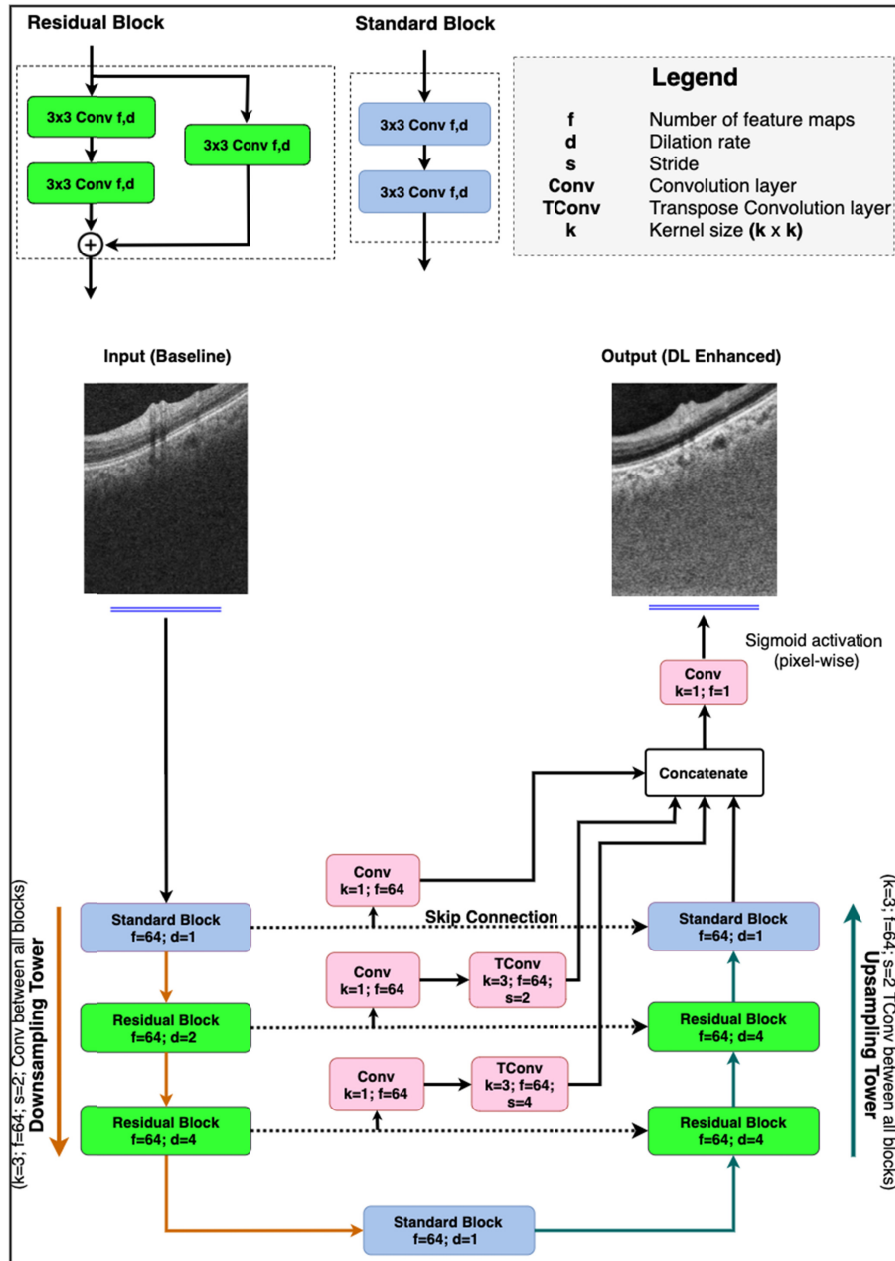 Residual Block
Standard Block
3x3 Conv f,d
3x3 Conv f,d
3x3 Conv f,d
+
3x3 Conv f,d
3x3 Conv f,d
Legend
f Number of feature maps
d Dilation rate
s Stride
Conv Convolution layer
TConv Transpose Convolution layer
k Kernel size (k x k)
Input (Baseline)
Output (DL Enhanced)
Sigmoid activation
(pixel-wise)
Conv
k=1; f=1
Concatenate
Conv
k=1; f=64
Standard Block
f=64; d=1
Skip Connection
Standard Block
f=64; d=1
Conv
k=1; f=64
TConv
k=3; f=64;
s=2
Residual Block
f=64; d=2
Residual Block
f=64; d=4
Conv
k=1; f=64
TConv
k=3; f=64;
s=4
Residual Block
f=64; d=4
Residual Block
f=64; d=4
Standard Block
f=64; d=1
Downsampling Tower
(k=3; f=64; s=2; Conv between all blocks)
Upsampling Tower
(k=3; f=64; s=2 TConv between all blocks)